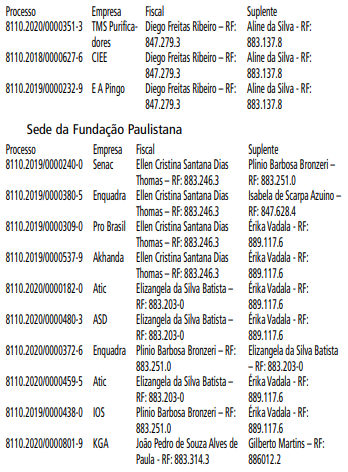 Processo Empresa Fiscal Suplente
8110.2020/0000351-3 TMS Purifica- Diego Freitas Ribeiro – RF: Aline da Silva - RF:
dores 847.279.3 883.137.8
8110.2018/0000627-6 CIEE Diego Freitas Ribeiro – RF: Aline da Silva - RF:
847.279.3 883.137.8
8110.2019/0000232-9 E A Pingo Diego Freitas Ribeiro – RF: Aline da Silva - RF:
847.279.3 883.137.8
Sede da Fundação Paulistana
Processo Empresa Fiscal Suplente
8110.2019/0000240-0 Senac Ellen Cristina Santana Dias Plinio Barbosa Bronzeri –
Thomas – RF: 883.246.3 RF: 883.251.0
8110.2019/0000380-5 Enquadra Ellen Cristina Santana Dias Isabela de Scarpa Azuino –
Thomas – RF: 883.246.3 RF: 847.628.4
8110.2019/0000309-0 Pro Brasil Ellen Cristina Santana Dias Érika Vadala - RF:
Thomas – RF: 883.246.3 889.117.6
8110.2019/0000537-9 Akhanda Ellen Cristina Santana Dias Érika Vadala - RF:
Thomas – RF: 883.246.3 889.117.6
8110.2020/0000182-0 Atic Elizangela da Silva Batista – Érika Vadala - RF:
RF: 883.203-0 889.117.6
8110.2020/0000480-3 ASD Elizangela da Silva Batista – Érika Vadala - RF:
RF: 883.203-0 889.117.6
8110.2020/0000372-6 Enquadra Plinio Barbosa Bronzeri – RF: Elizangela da Silva Batista
883.251.0 – RF: 883.203-0
8110.2020/0000459-5 Atic Elizangela da Silva Batista – Érika Vadala - RF:
RF: 883.203-0 889.117.6
8110.2019/0000438-0 IOS Plinio Barbosa Bronzeri – RF: Érika Vadala - RF:
883.251.0 889.117.6
8110.2020/0000801-9 KGA João Pedro de Souza Alves de Gilberto Martins – RF:
Paula - RF: 883.314.3 886012.2